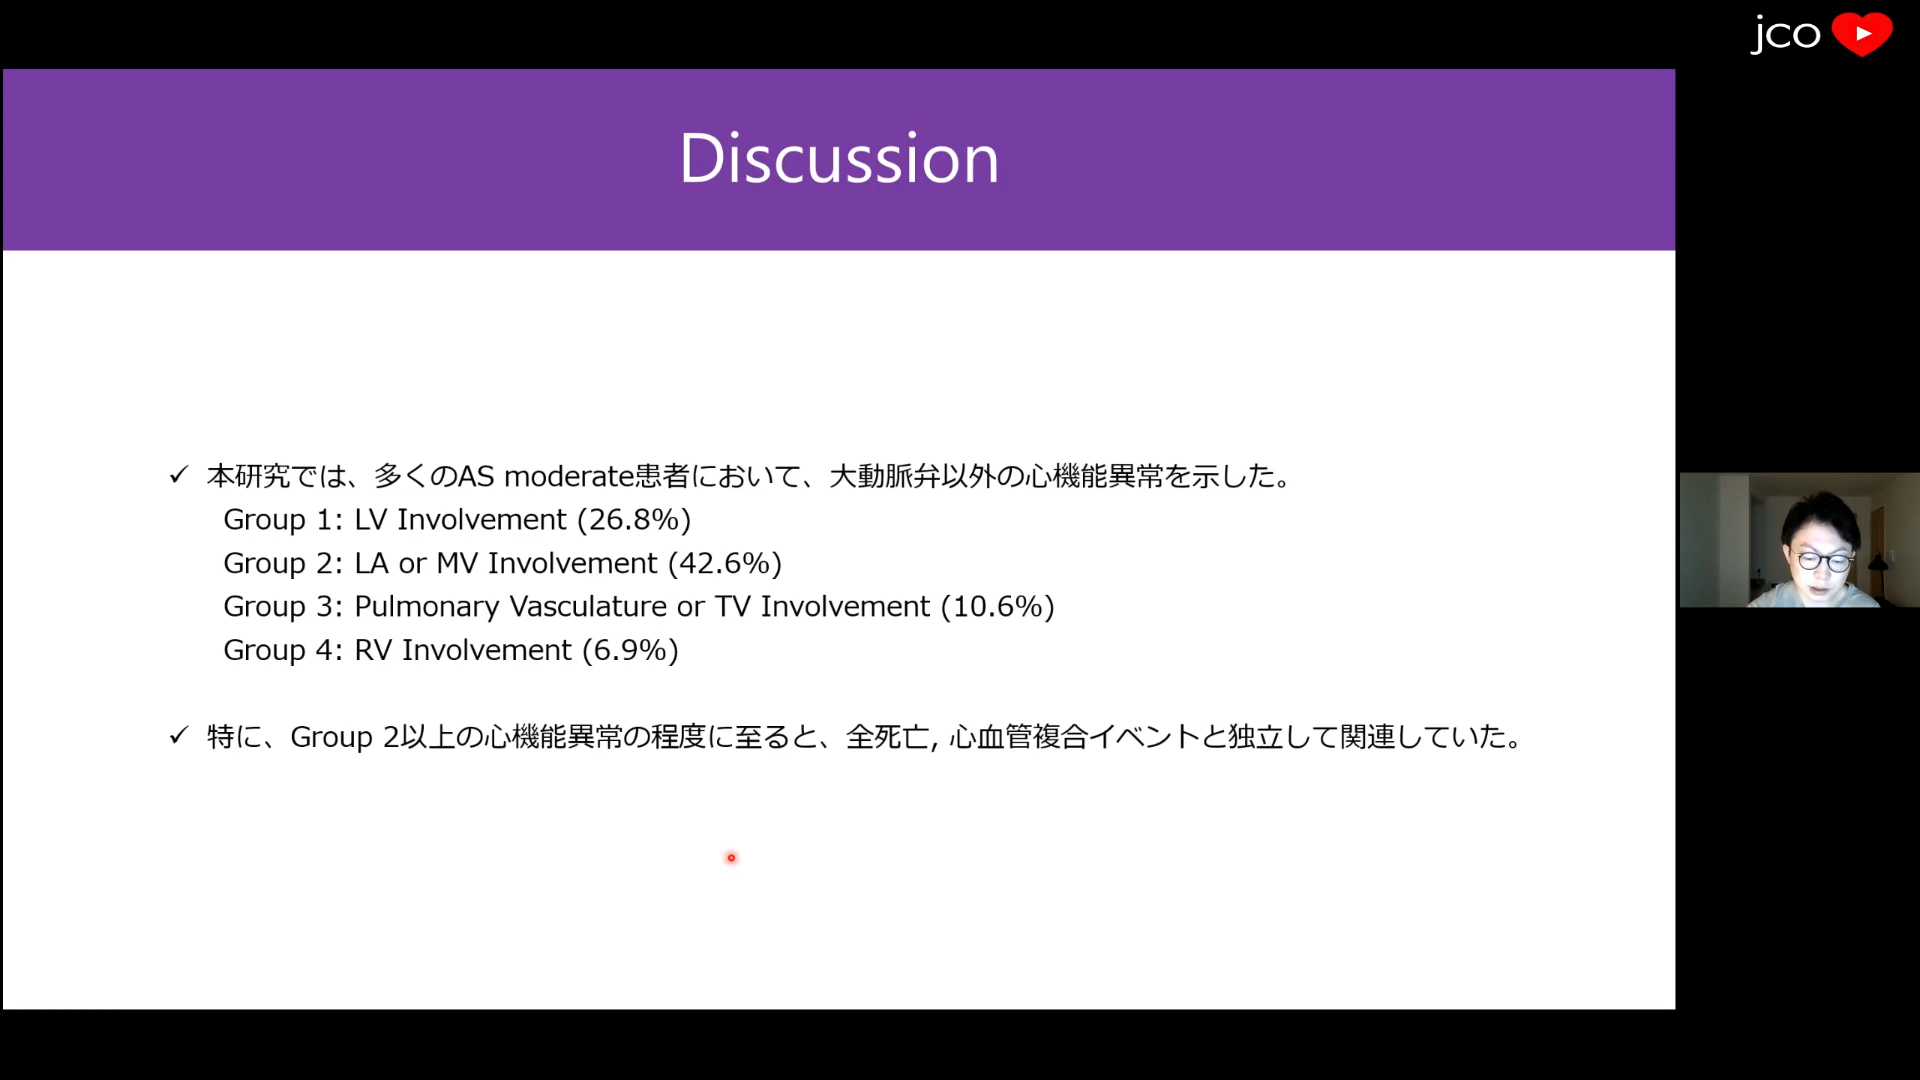 jco
Discussion
✓ 本研究では、多くのAS moderate患者において、大動脈弁以外の心機能異常を示した。
Group 1: LV Involvement (26.8%)
Group 2: LA or MV Involvement (42.6%)
Group 3: Pulmonary Vasculature or TV Involvement (10.6%)
Group 4: RV Involvement (6.9%)
✓ 特に、Group 2以上の心機能異常の程度に至ると、全死亡, 心血管複合イベントと独立して関連していた。